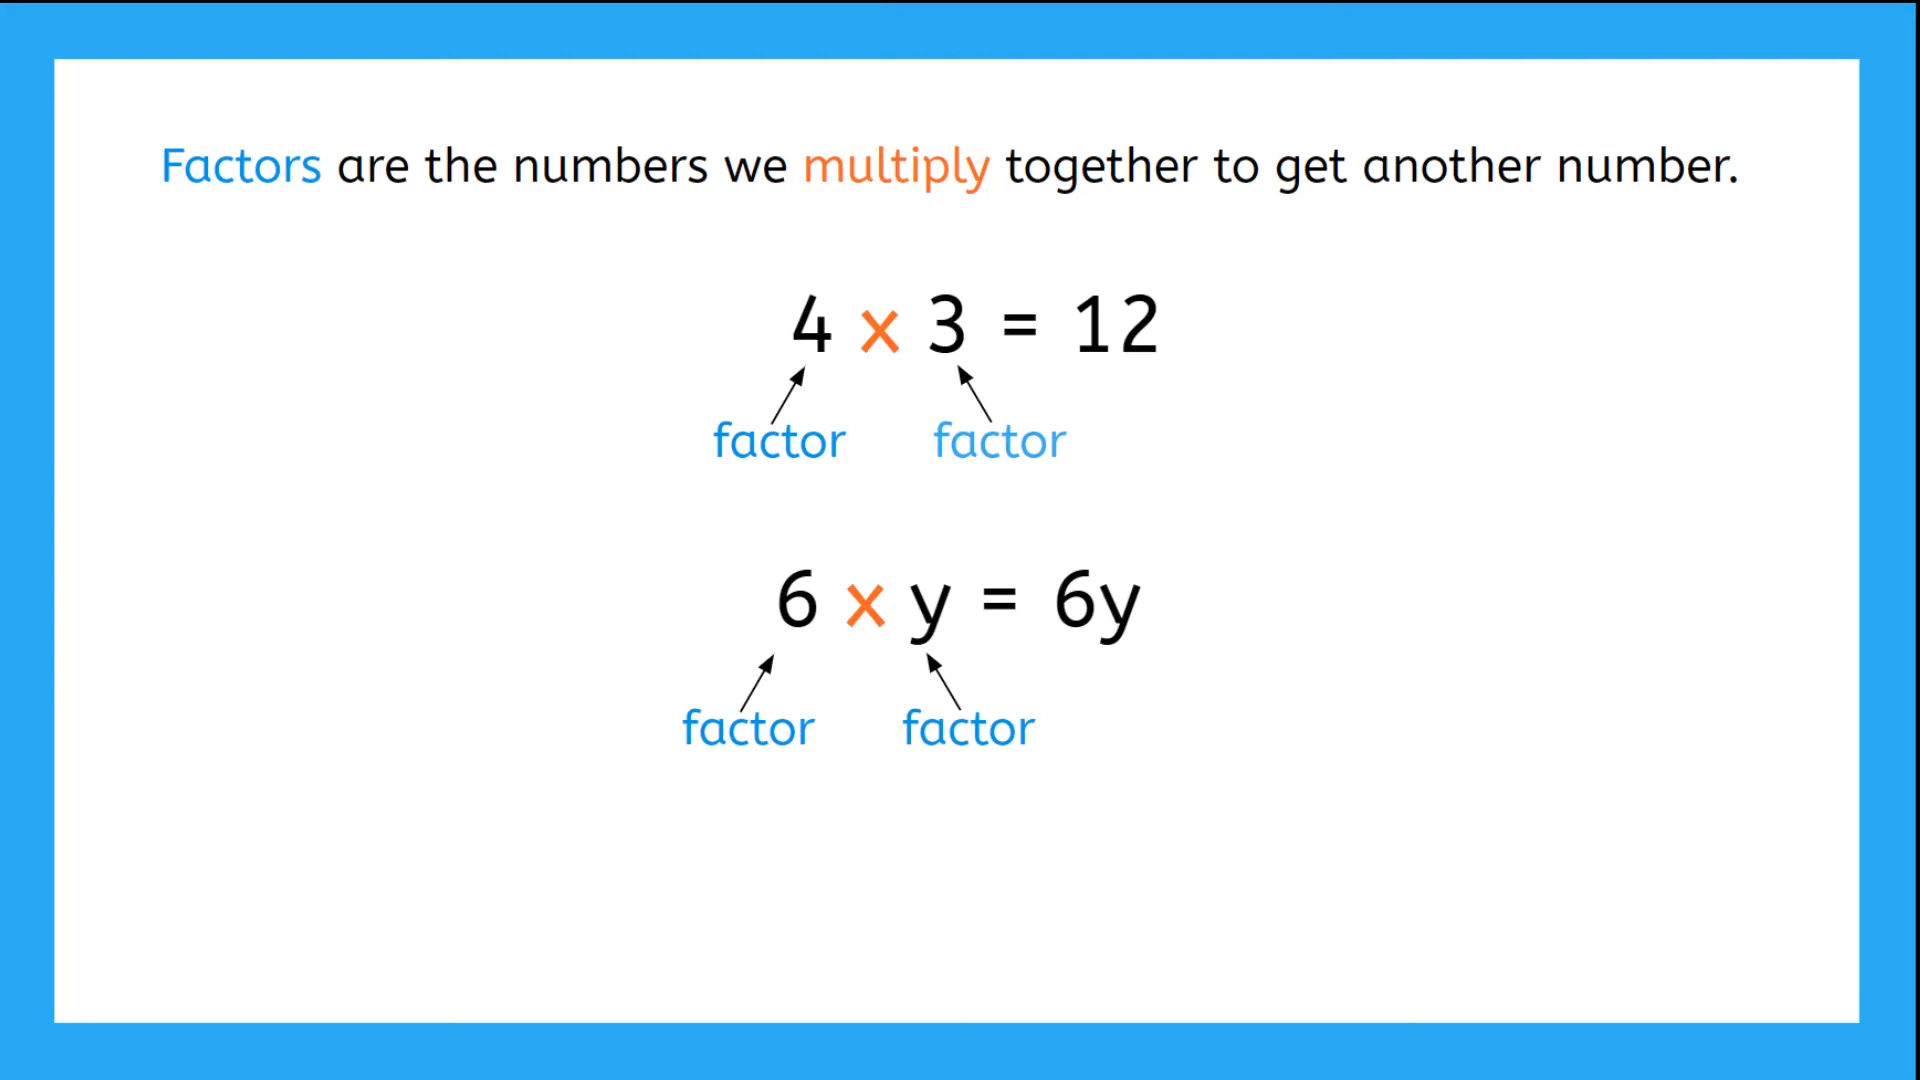 Factors are the numbers we multiply together to get another number.
4 x 3 = 12
factor factor
6 x y = 6y
factor factor